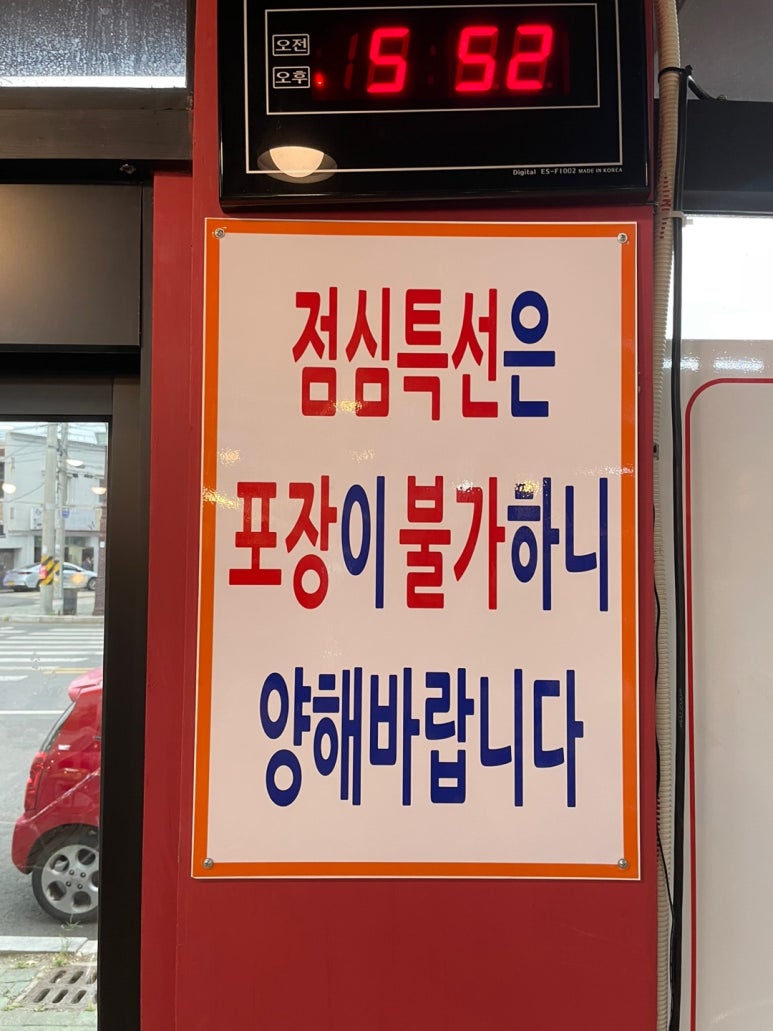 오전
오후
5 52
Digital ES-F1002 MADE IN KOREA
점심특선은
포장이 불가하니
양해바랍니다